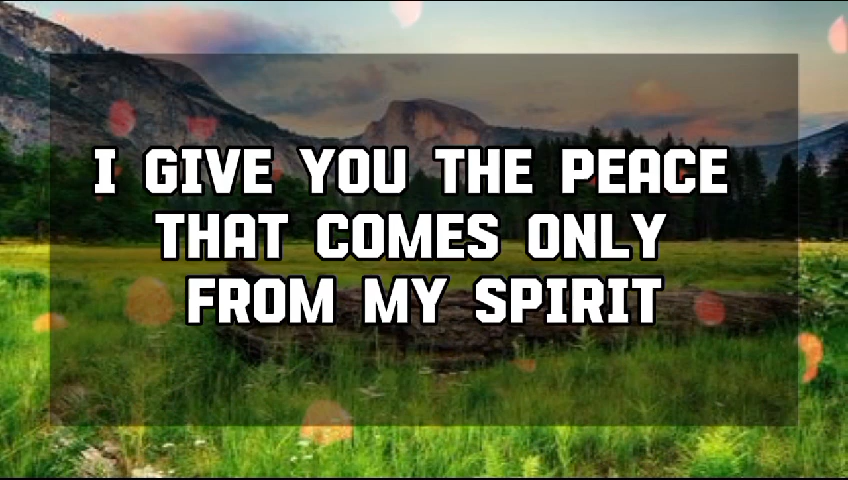 I GIVE YOU THE PEACE
THAT COMES ONLY
FROM MY SPIRIT